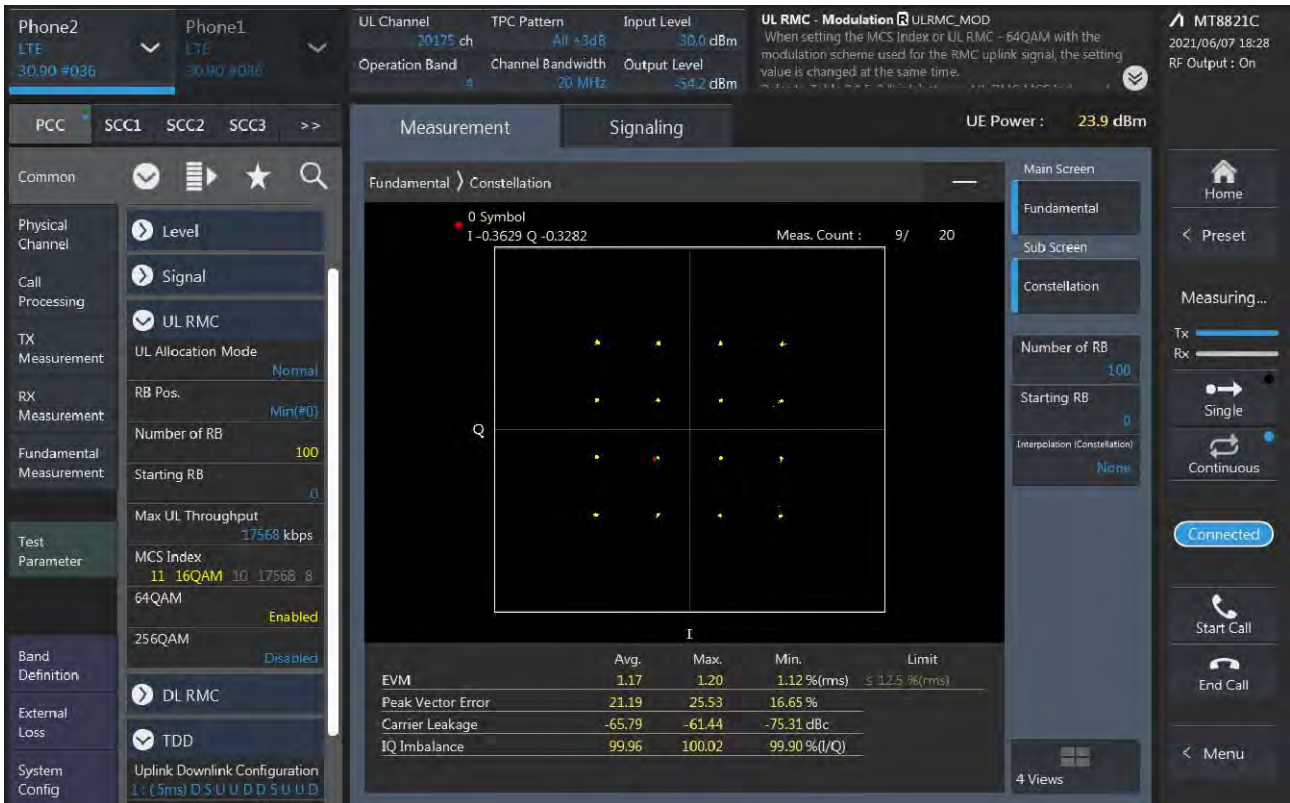 Phone2
LTE
30.90 #036
Phone1
LTE
30.90 #036
UL Channel
20175 ch
Operation Band
4
TPC Pattern
All +3dB
Channel Bandwidth
20 MHz
Input Level
30.0 dBm
Output Level
-54.2 dBm
UL RMC - Modulation R ULRMC_MOD
When setting the MCS Index or UL RMC - 64QAM with the
modulation scheme used for the RMC uplink signal, the setting
value is changed at the same time.
MT8821C
2021/06/07 18:28
RF Output : On
PCC SCC1 SCC2 SCC3 >>
Measurement
Signaling
UE Power : 23.9 dBm
Common
Physical
Channel
Call
Processing
TX
Measurement
RX
Measurement
Fundamental
Measurement
Test
Parameter
Band
Definition
External
Loss
System
Config
Level
Signal
UL RMC
UL Allocation Mode
Normal
RB Pos.
Min(#0)
Number of RB
100
Starting RB
0
Max UL Throughput
17568 kbps
MCS Index
11 16QAM 10 17568 8
64QAM
Enabled
256QAM
Disabled
DL RMC
TDD
Uplink Downlink Configuration
1 : ( 5ms) D S U U D D S U U D
Fundamental ⟩ Constellation
0 Symbol
I -0.3629 Q -0.3282
Meas. Count : 9/ 20
Q
I
Avg. Max. Min. Limit
EVM 1.17 1.20 1.12 %(rms) ≤ 12.5 %(rms)
Peak Vector Error 21.19 25.53 16.65 %
Carrier Leakage -65.79 -61.44 -75.31 dBc
IQ Imbalance 99.96 100.02 99.90 %(I/Q)
Main Screen
Fundamental
Sub Screen
Constellation
Number of RB
100
Starting RB
0
Interpolation (Constellation)
None
4 Views
Home
< Preset
Measuring...
Tx
Rx
Single
Continuous
Connected
Start Call
End Call
< Menu